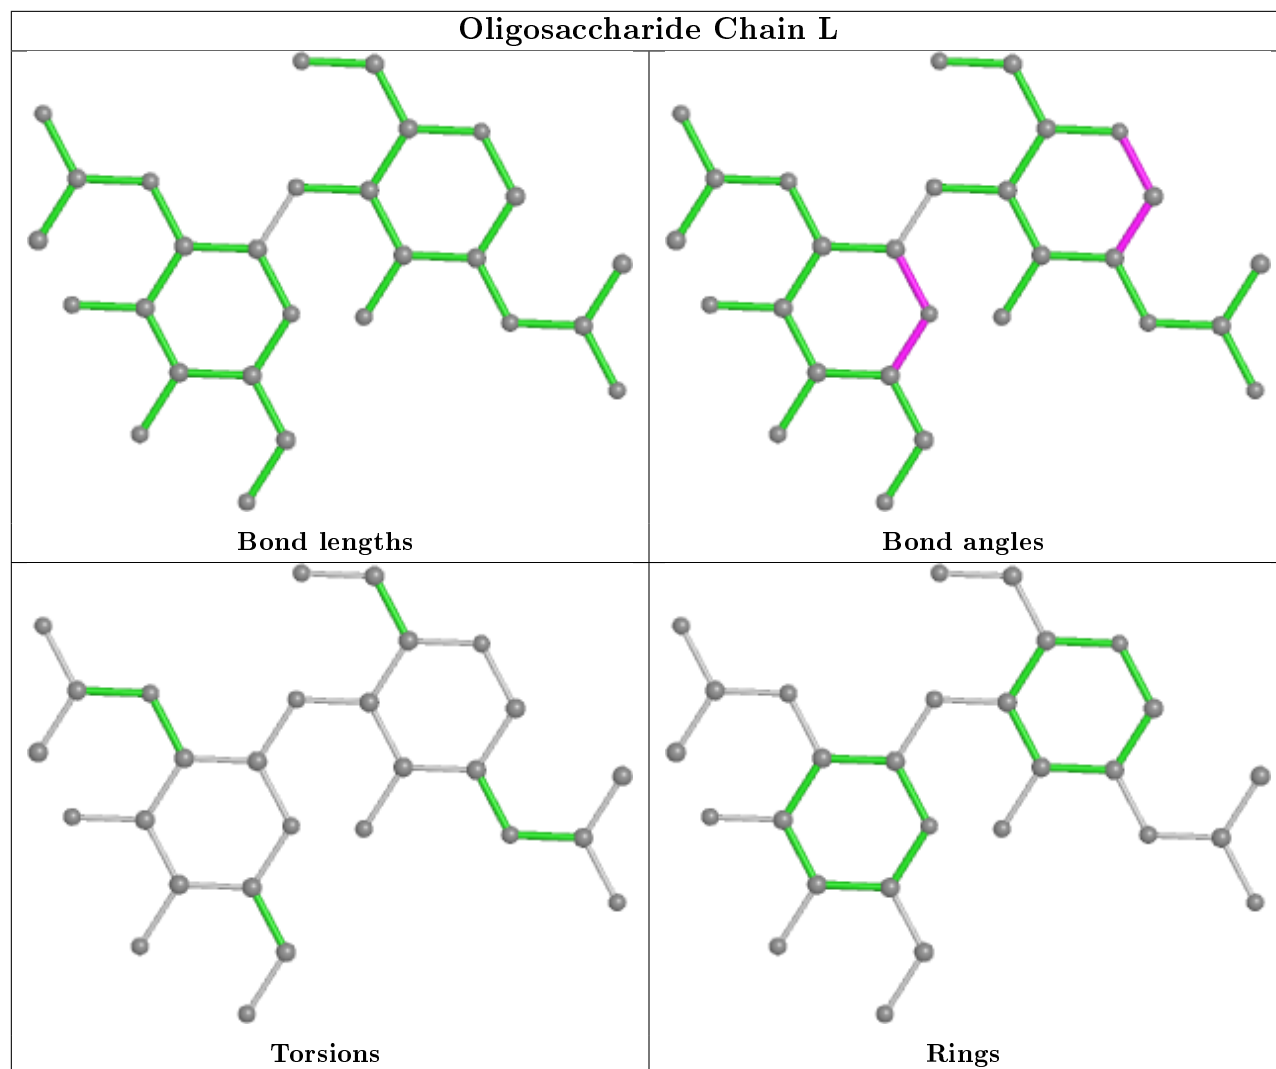 Oligosaccharide Chain L
Bond lengths
Bond angles
Torsions
Rings